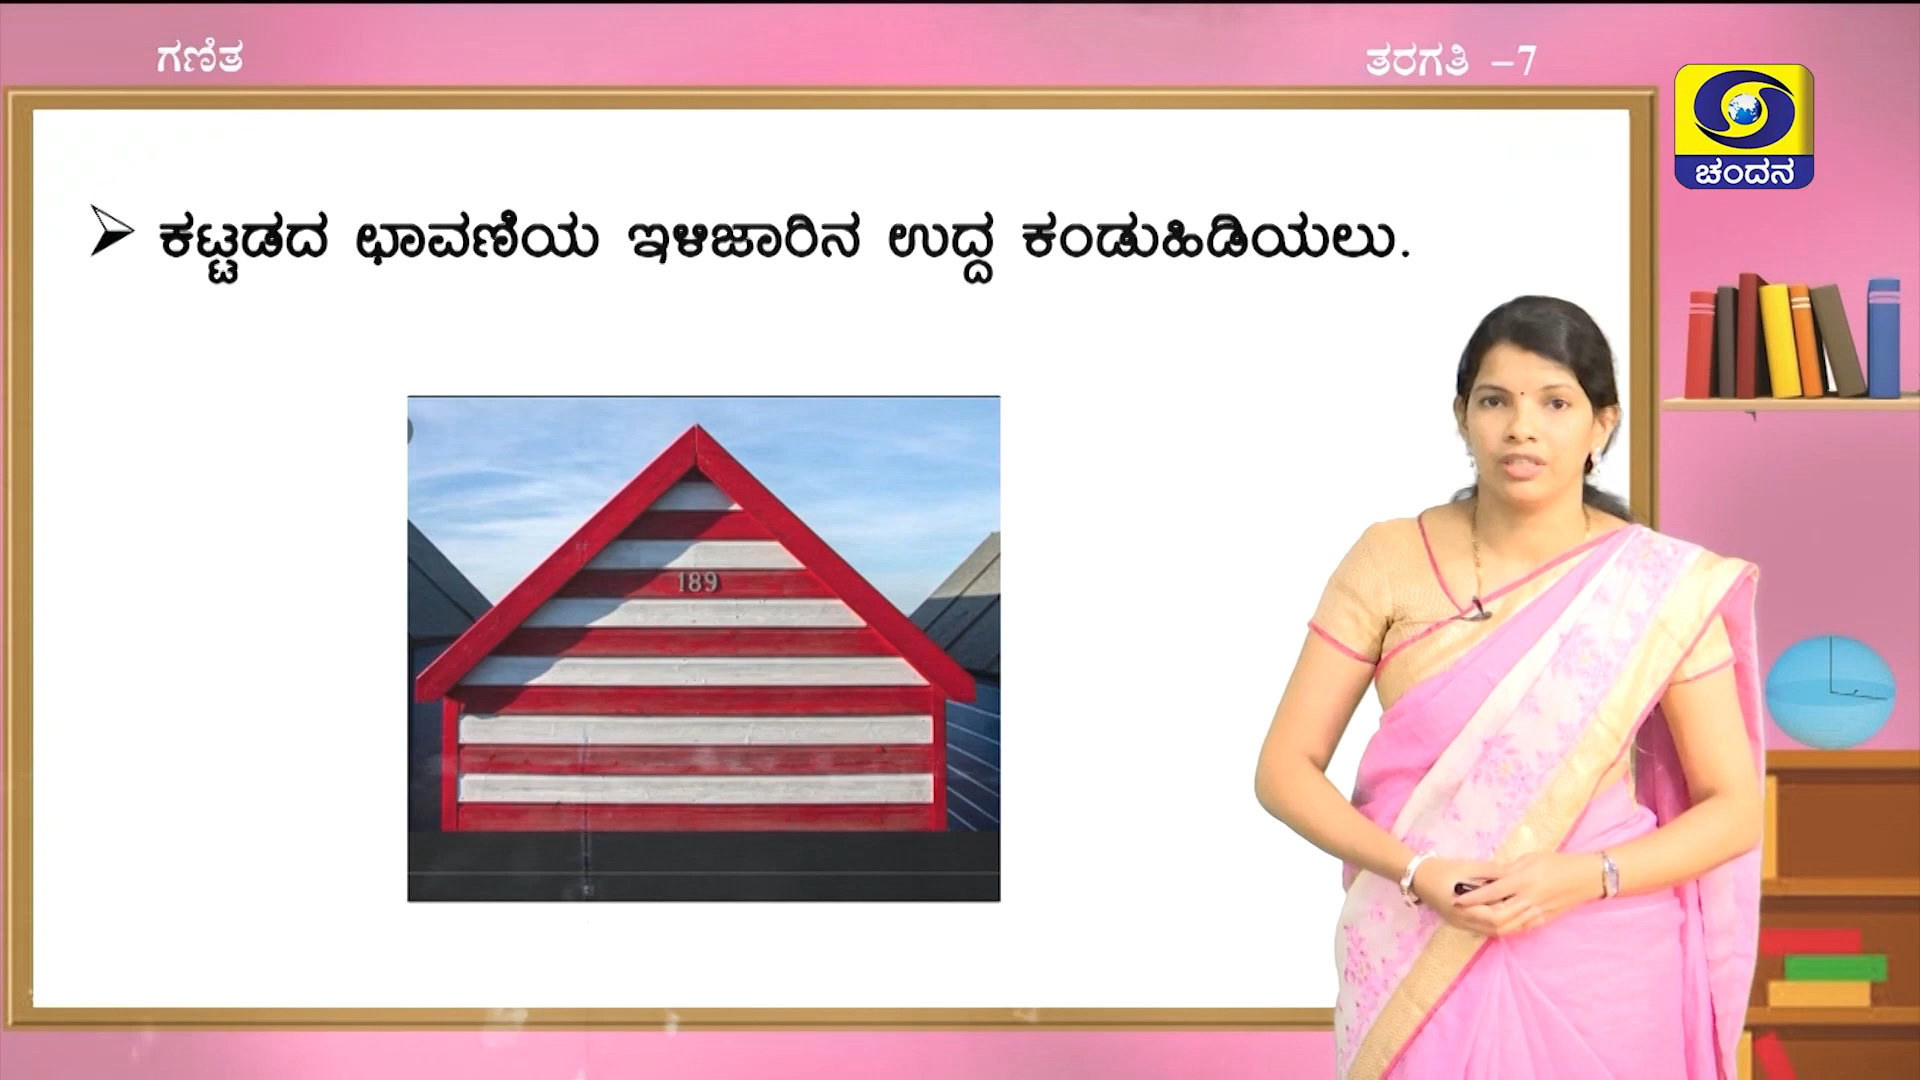 ಗಣಿತ
ತರಗತಿ –7
ಚಂದನ
➢ ಕಟ್ಟಡದ ಛಾವಣಿಯ ಇಳಿಜಾರಿನ ಉದ್ದ ಕಂಡುಹಿಡಿಯಲು.
189